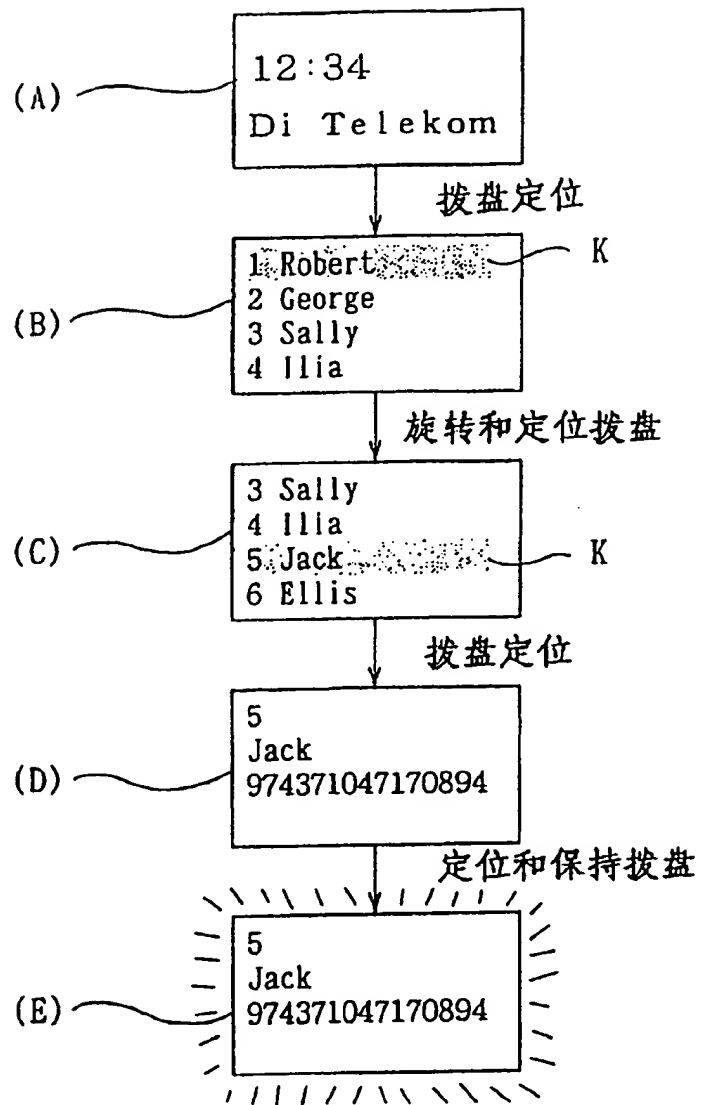 12:34
(A)
Di Telekom
拨盘定位
1 Robert
K
2 George
(B)
3 Sally
4 Ilia
旋转和定位拨盘
3 Sally
4 Ilia
(C)
5 Jack
K
6 Ellis
拨盘定位
5
Jack
(D)
974371047170894
定位和保持拨盘
5
Jack
(E)
974371047170894